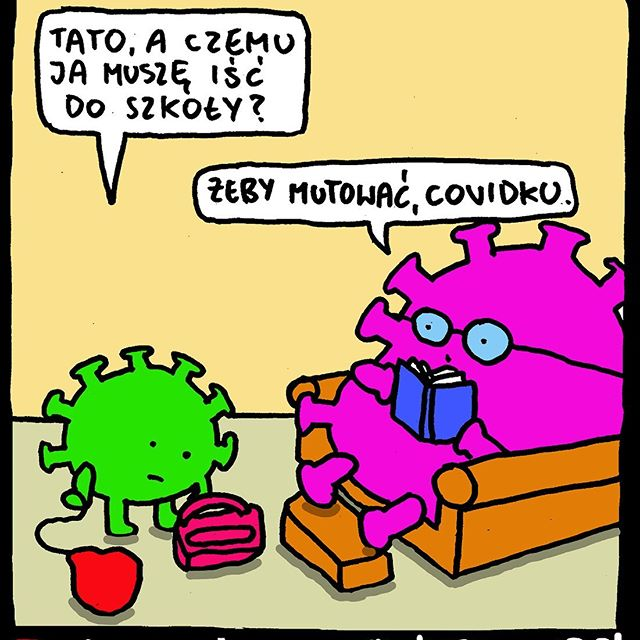 TATO, A CZEMU
JA MUSZĘ IŚĆ
DO SZKOŁY?
ŻEBY MUTOWAĆ, COVIDKU.